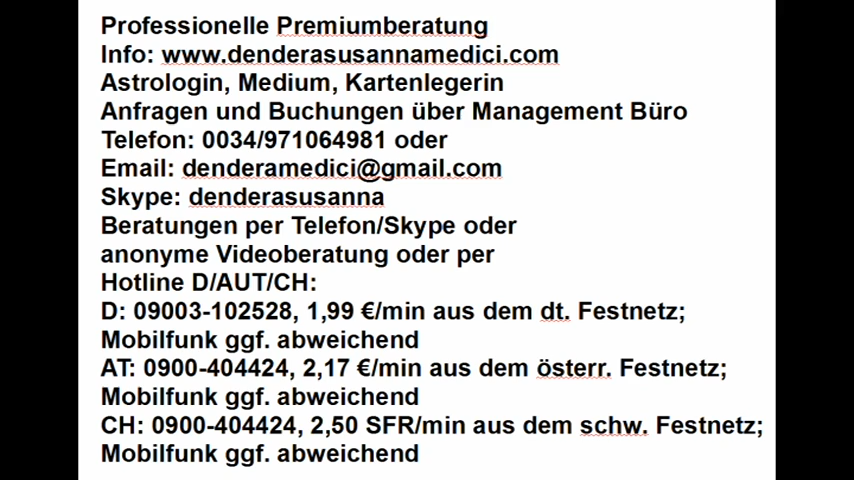 Professionelle Premiumberatung
Info: www.denderasusannamedici.com
Astrologin, Medium, Kartenlegerin
Anfragen und Buchungen über Management Büro
Telefon: 0034/971064981 oder
Email: denderamedici@gmail.com
Skype: denderasusanna
Beratungen per Telefon/Skype oder
anonyme Videoberatung oder per
Hotline D/AUT/CH:
D: 09003-102528, 1,99 €/min aus dem dt. Festnetz;
Mobilfunk ggf. abweichend
AT: 0900-404424, 2,17 €/min aus dem österr. Festnetz;
Mobilfunk ggf. abweichend
CH: 0900-404424, 2,50 SFR/min aus dem schw. Festnetz;
Mobilfunk ggf. abweichend